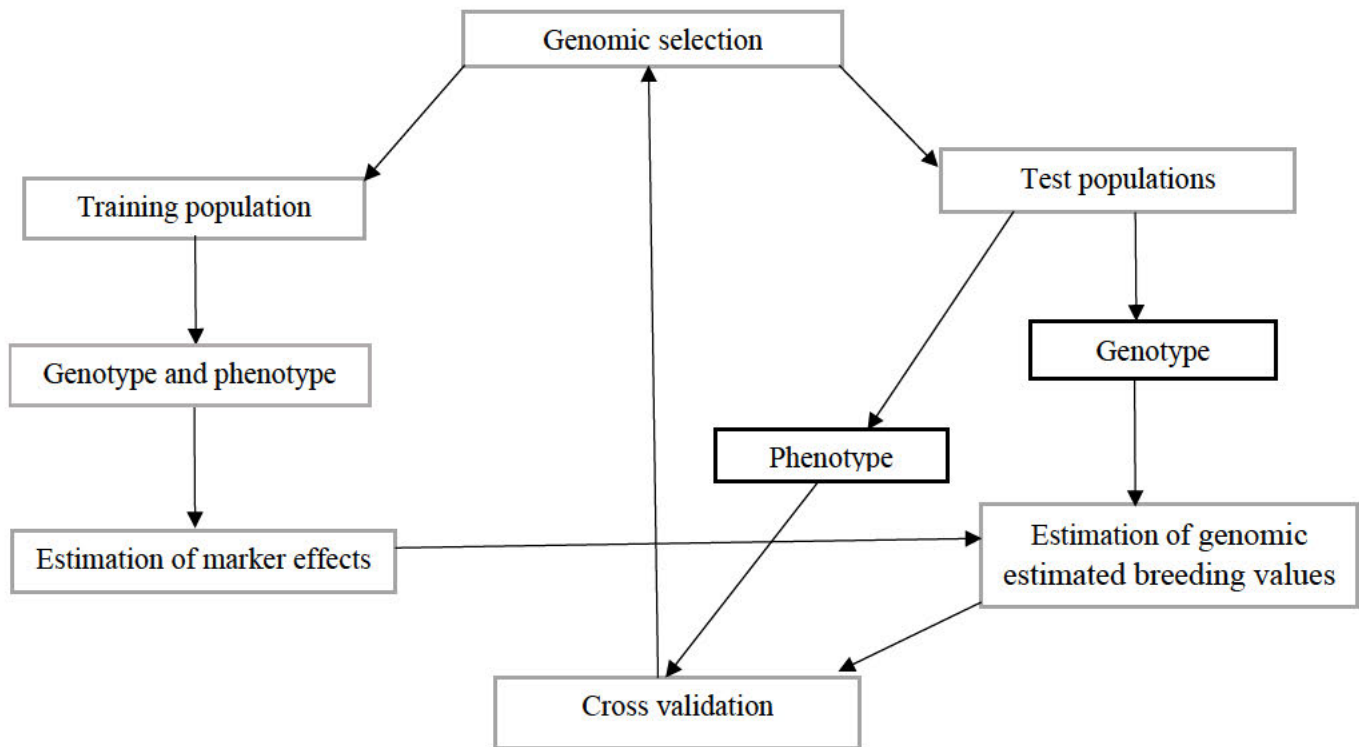 Genomic selection
Training population
Test populations
Genotype and phenotype
Genotype
Phenotype
Estimation of marker effects
Estimation of genomic
estimated breeding values
Cross validation